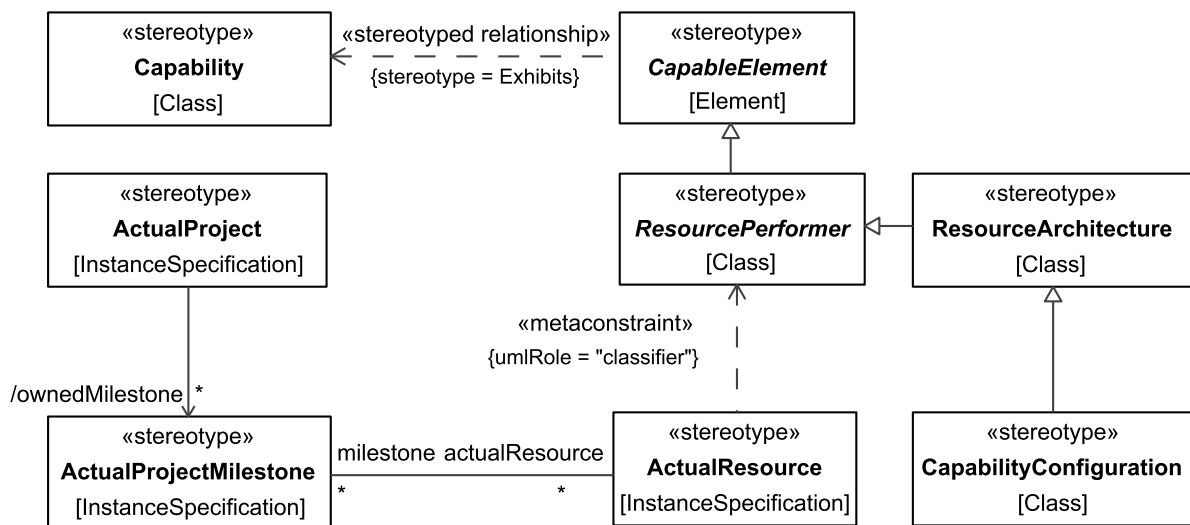 «stereotype»
Capability
[Class]
«stereotyped relationship»
{stereotype = Exhibits}
«stereotype»
CapableElement
[Element]
«stereotype»
ActualProject
[InstanceSpecification]
«stereotype»
ResourcePerformer
[Class]
«stereotype»
ResourceArchitecture
[Class]
«metaconstraint»
{umlRole = "classifier"}
/ownedMilestone *
«stereotype»
ActualProjectMilestone
[InstanceSpecification]
milestone actualResource
* *
«stereotype»
ActualResource
[InstanceSpecification]
«stereotype»
CapabilityConfiguration
[Class]